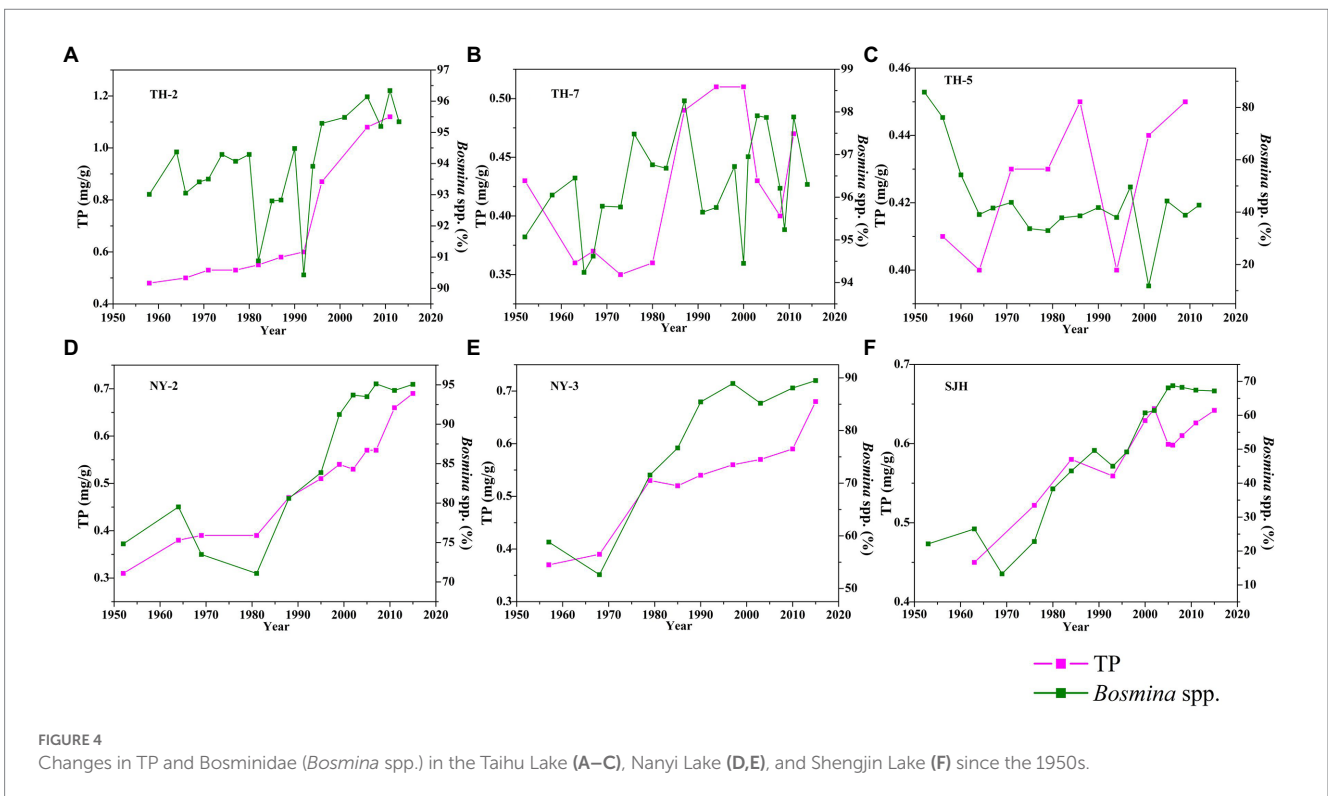 A
TH-2
TP (mg/g)
1.2
1.0
0.8
0.6
0.4
97
96
95
94
93
92
91
90
Bosmina spp. (%)
1950 1960 1970 1980 1990 2000 2010 2020
Year
B
TH-7
TP (mg/g)
0.50
0.45
0.40
0.35
99
98
97
96
95
94
Bosmina spp. (%)
1950 1960 1970 1980 1990 2000 2010 2020
Year
C
TH-5
TP (mg/g)
0.46
0.44
0.42
0.40
80
60
40
20
Bosmina spp. (%)
1950 1960 1970 1980 1990 2000 2010 2020
Year
D
NY-2
TP (mg/g)
0.7
0.6
0.5
0.4
0.3
95
90
85
80
75
70
Bosmina spp. (%)
1950 1960 1970 1980 1990 2000 2010 2020
Year
E
NY-3
TP (mg/g)
0.7
0.6
0.5
0.4
0.3
90
80
70
60
50
Bosmina spp. (%)
1950 1960 1970 1980 1990 2000 2010 2020
Year
F
SJH
TP (mg/g)
0.7
0.6
0.5
0.4
70
60
50
40
30
20
10
Bosmina spp. (%)
1950 1960 1970 1980 1990 2000 2010 2020
Year
TP
Bosmina spp.
FIGURE 4
Changes in TP and Bosminidae (Bosmina spp.) in the Taihu Lake (A–C), Nanyi Lake (D,E), and Shengjin Lake (F) since the 1950s.